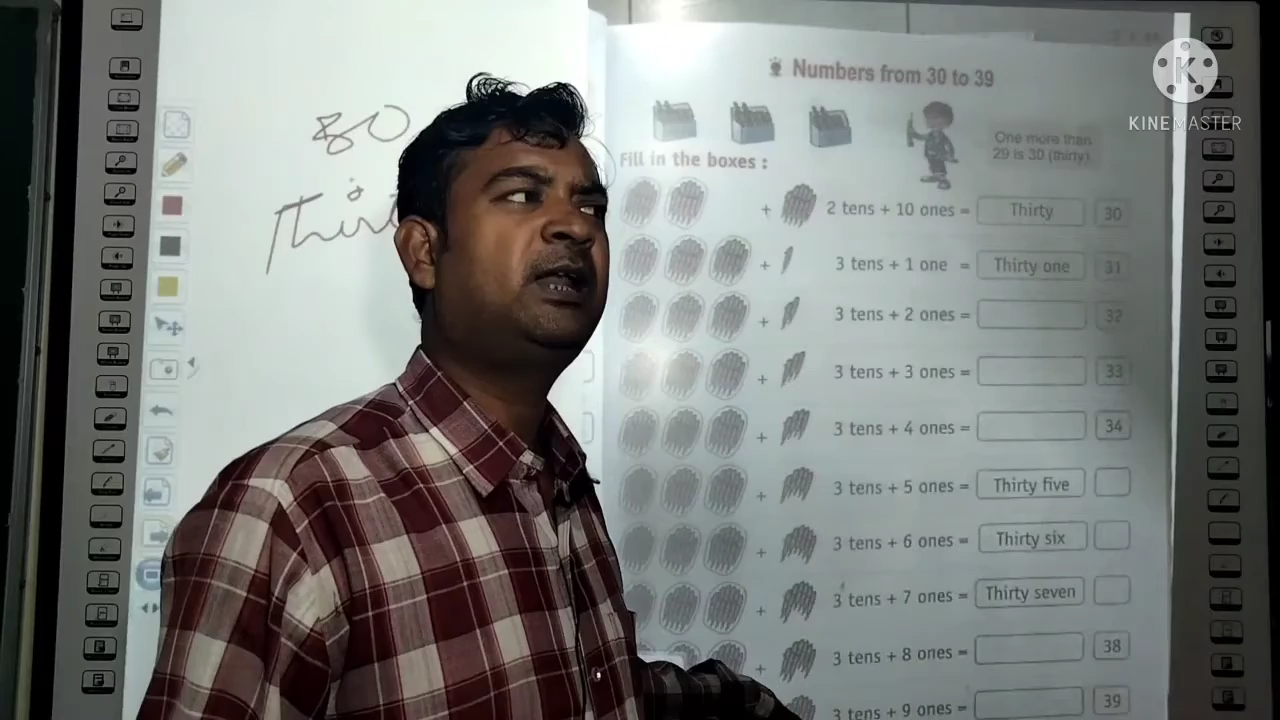 30
Numbers from 30 to 39
KINEMASTER
One more than
29 is 30 (thirty)
Fill in the boxes :
+ 2 tens + 10 ones = Thirty 30
+ 3 tens + 1 one = Thirty one 31
+ 3 tens + 2 ones = 32
+ 3 tens + 3 ones = 33
+ 3 tens + 4 ones = 34
+ 3 tens + 5 ones = Thirty five
+ 3 tens + 6 ones = Thirty six
+ 3 tens + 7 ones = Thirty seven
+ 3 tens + 8 ones = 38
3 tens + 9 ones = 39